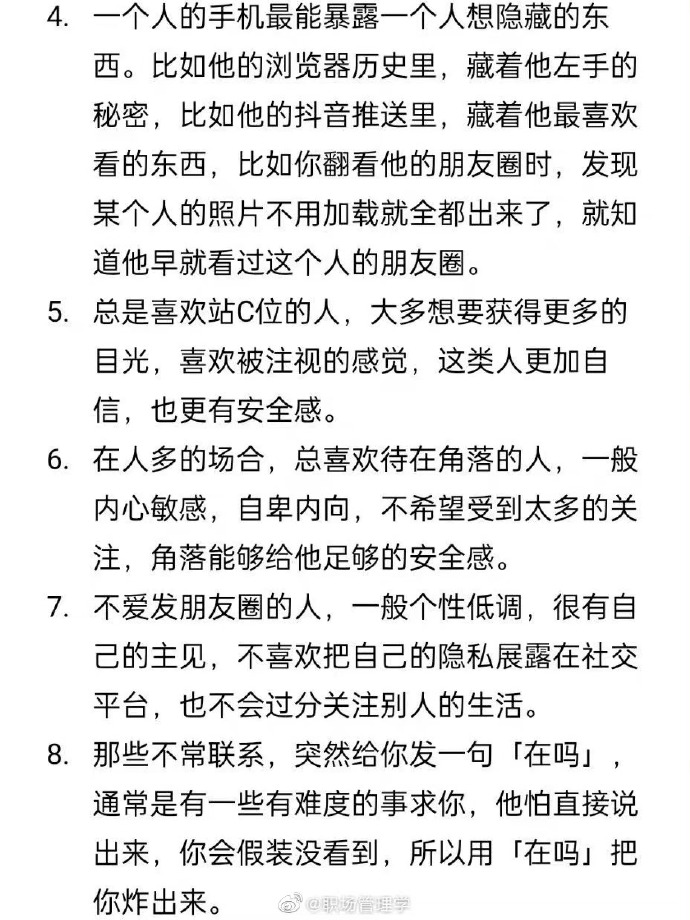 4. 一个人的手机最能暴露一个人想隐藏的东
西。比如他的浏览器历史里，藏着他左手的
秘密，比如他的抖音推送里，藏着他最喜欢
看的东西，比如你翻看他的朋友圈时，发现
某个人的照片不用加载就全都出来了，就知
道他早就看过这个人的朋友圈。
5. 总是喜欢站C位的人，大多想要获得更多的
目光，喜欢被注视的感觉，这类人更加自
信，也更有安全感。
6. 在人多的场合，总喜欢待在角落的人，一般
内心敏感，自卑内向，不希望受到太多的关
注，角落能够给他足够的安全感。
7. 不爱发朋友圈的人，一般个性低调，很有自
己的主见，不喜欢把自己的隐私展露在社交
平台，也不会过分关注别人的生活。
8. 那些不常联系，突然给你发一句「在吗」，
通常是有一些有难度的事求你，他怕直接说
出来，你会假装没看到，所以用「在吗」把
你炸出来。
@职场管理学